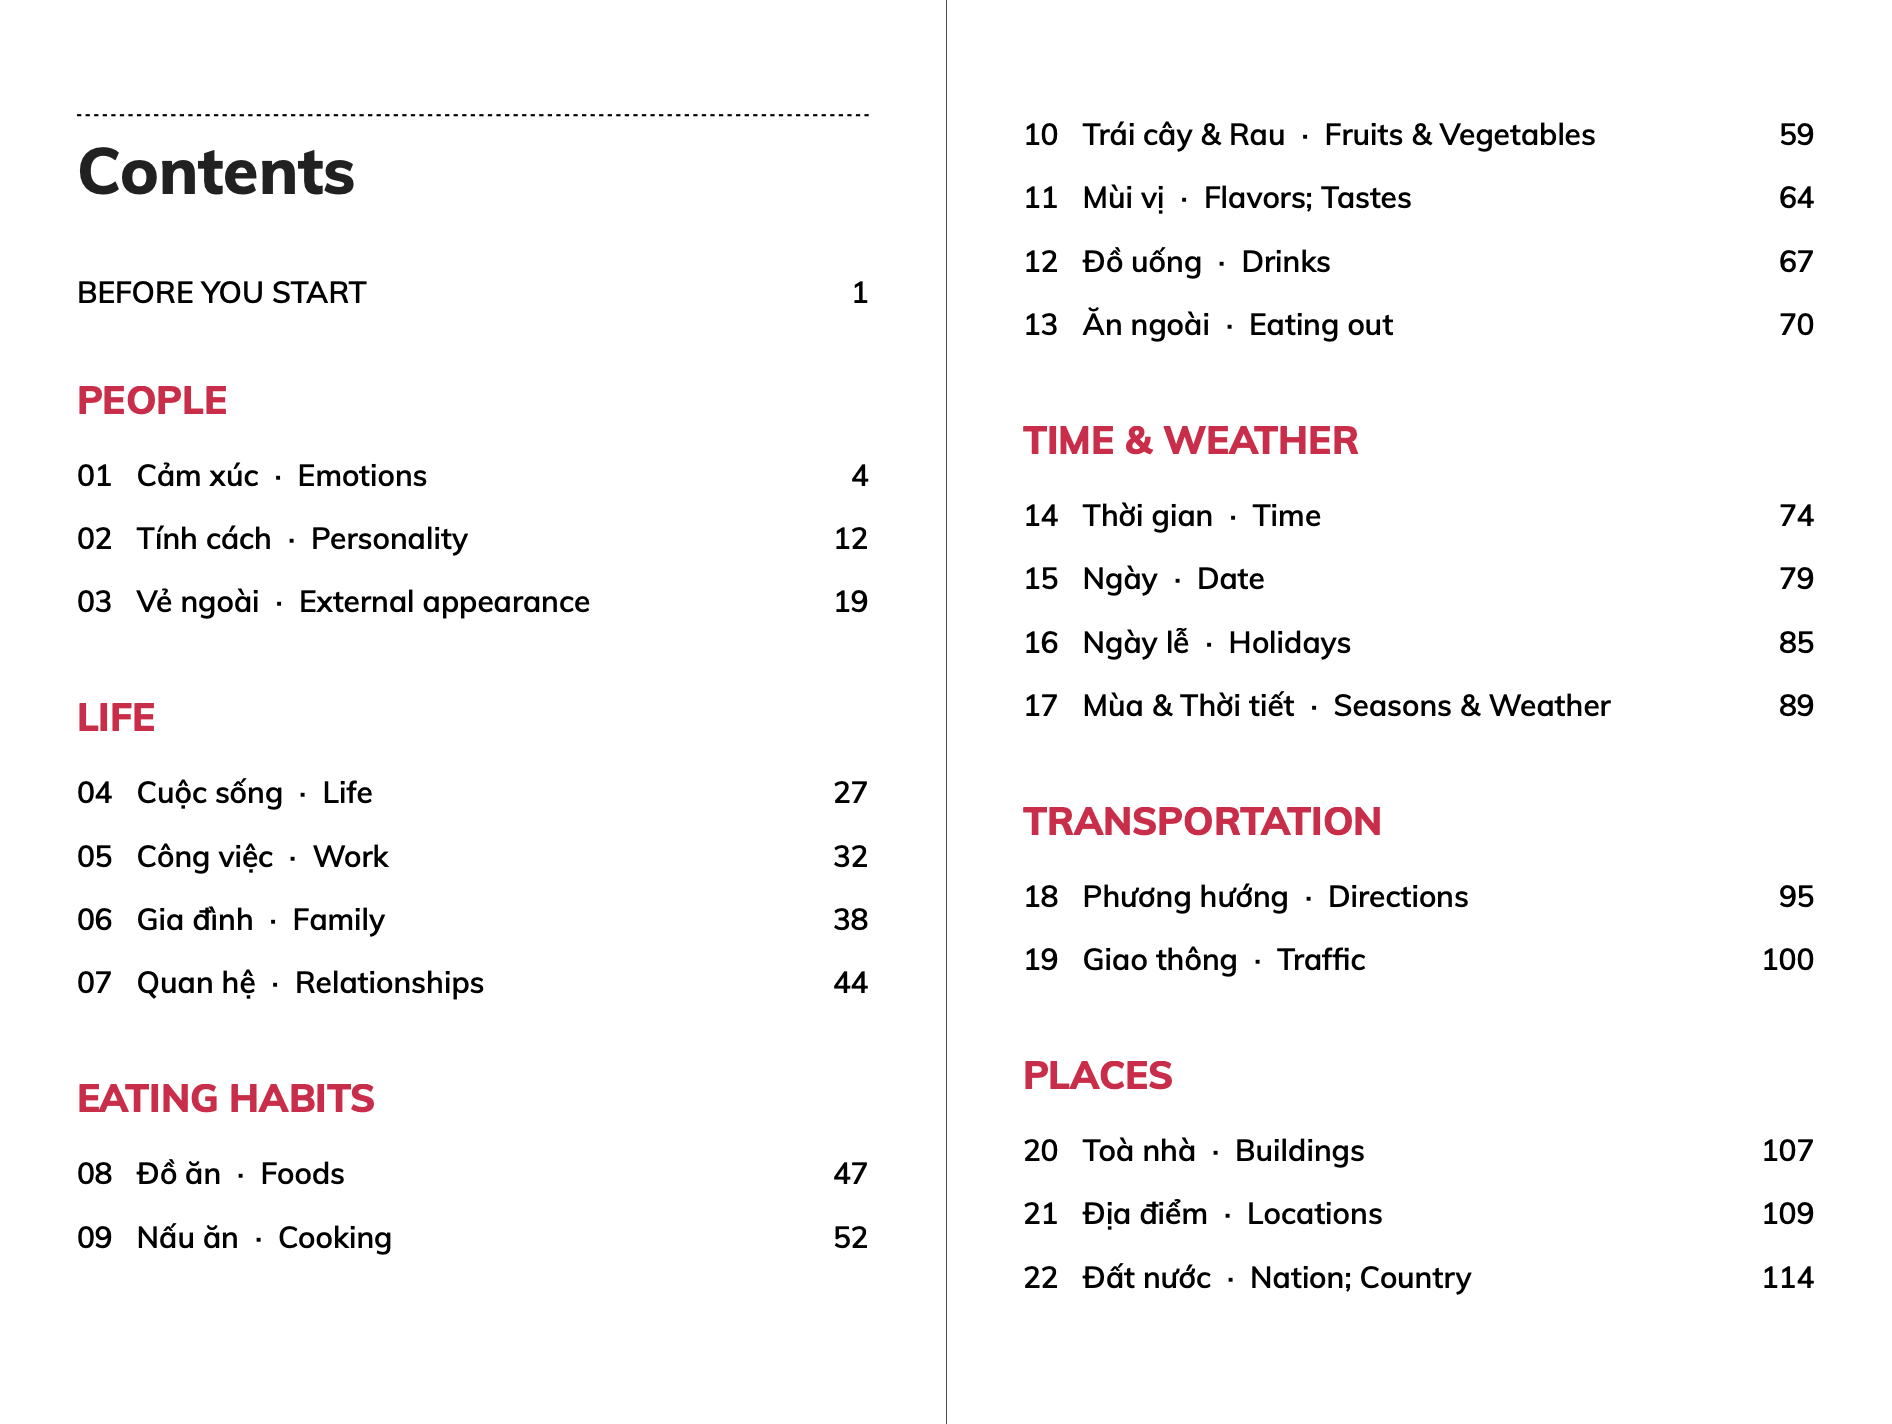 Contents
BEFORE YOU START 1
PEOPLE
01 Cảm xúc · Emotions 4
02 Tính cách · Personality 12
03 Vẻ ngoài · External appearance 19
LIFE
04 Cuộc sống · Life 27
05 Công việc · Work 32
06 Gia đình · Family 38
07 Quan hệ · Relationships 44
EATING HABITS
08 Đồ ăn · Foods 47
09 Nấu ăn · Cooking 52
10 Trái cây & Rau · Fruits & Vegetables 59
11 Mùi vị · Flavors; Tastes 64
12 Đồ uống · Drinks 67
13 Ăn ngoài · Eating out 70
TIME & WEATHER
14 Thời gian · Time 74
15 Ngày · Date 79
16 Ngày lễ · Holidays 85
17 Mùa & Thời tiết · Seasons & Weather 89
TRANSPORTATION
18 Phương hướng · Directions 95
19 Giao thông · Traffic 100
PLACES
20 Toà nhà · Buildings 107
21 Địa điểm · Locations 109
22 Đất nước · Nation; Country 114